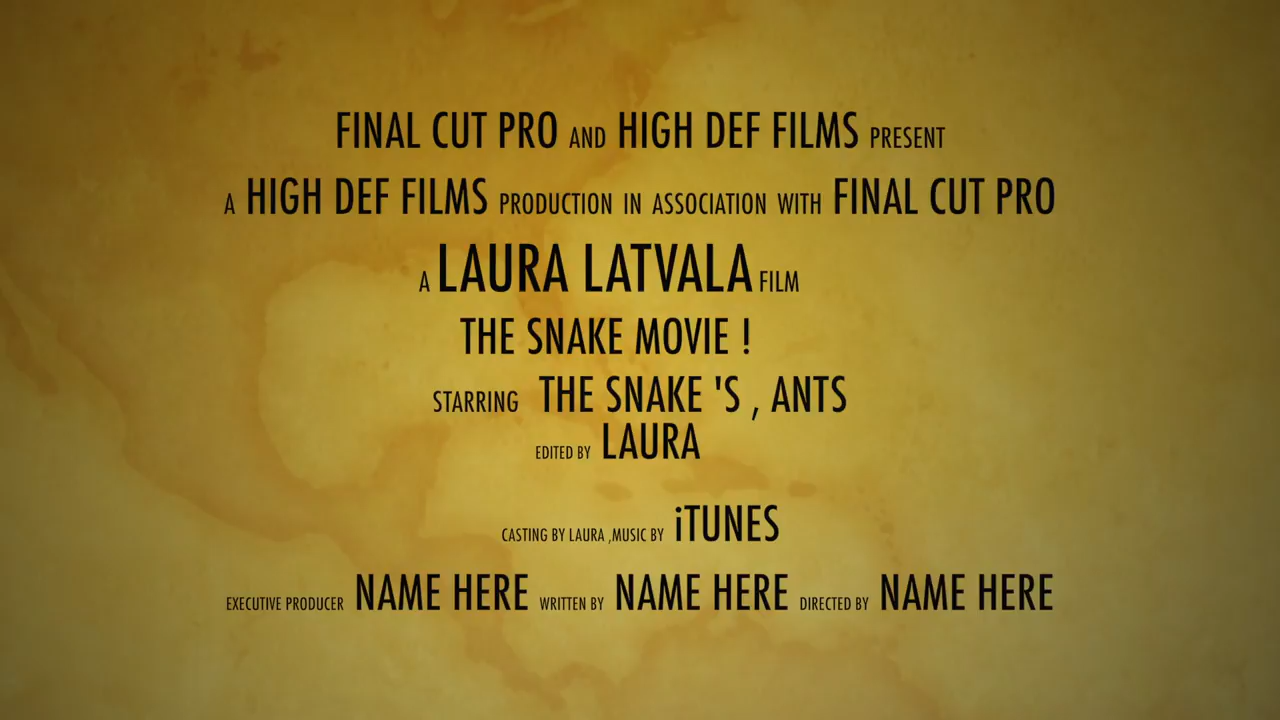 FINAL CUT PRO AND HIGH DEF FILMS PRESENT
A HIGH DEF FILMS PRODUCTION IN ASSOCIATION WITH FINAL CUT PRO
A LAURA LATVALA FILM
THE SNAKE MOVIE !
STARRING THE SNAKE 'S , ANTS
EDITED BY LAURA
CASTING BY LAURA ,MUSIC BY iTUNES
EXECUTIVE PRODUCER NAME HERE WRITTEN BY NAME HERE DIRECTED BY NAME HERE